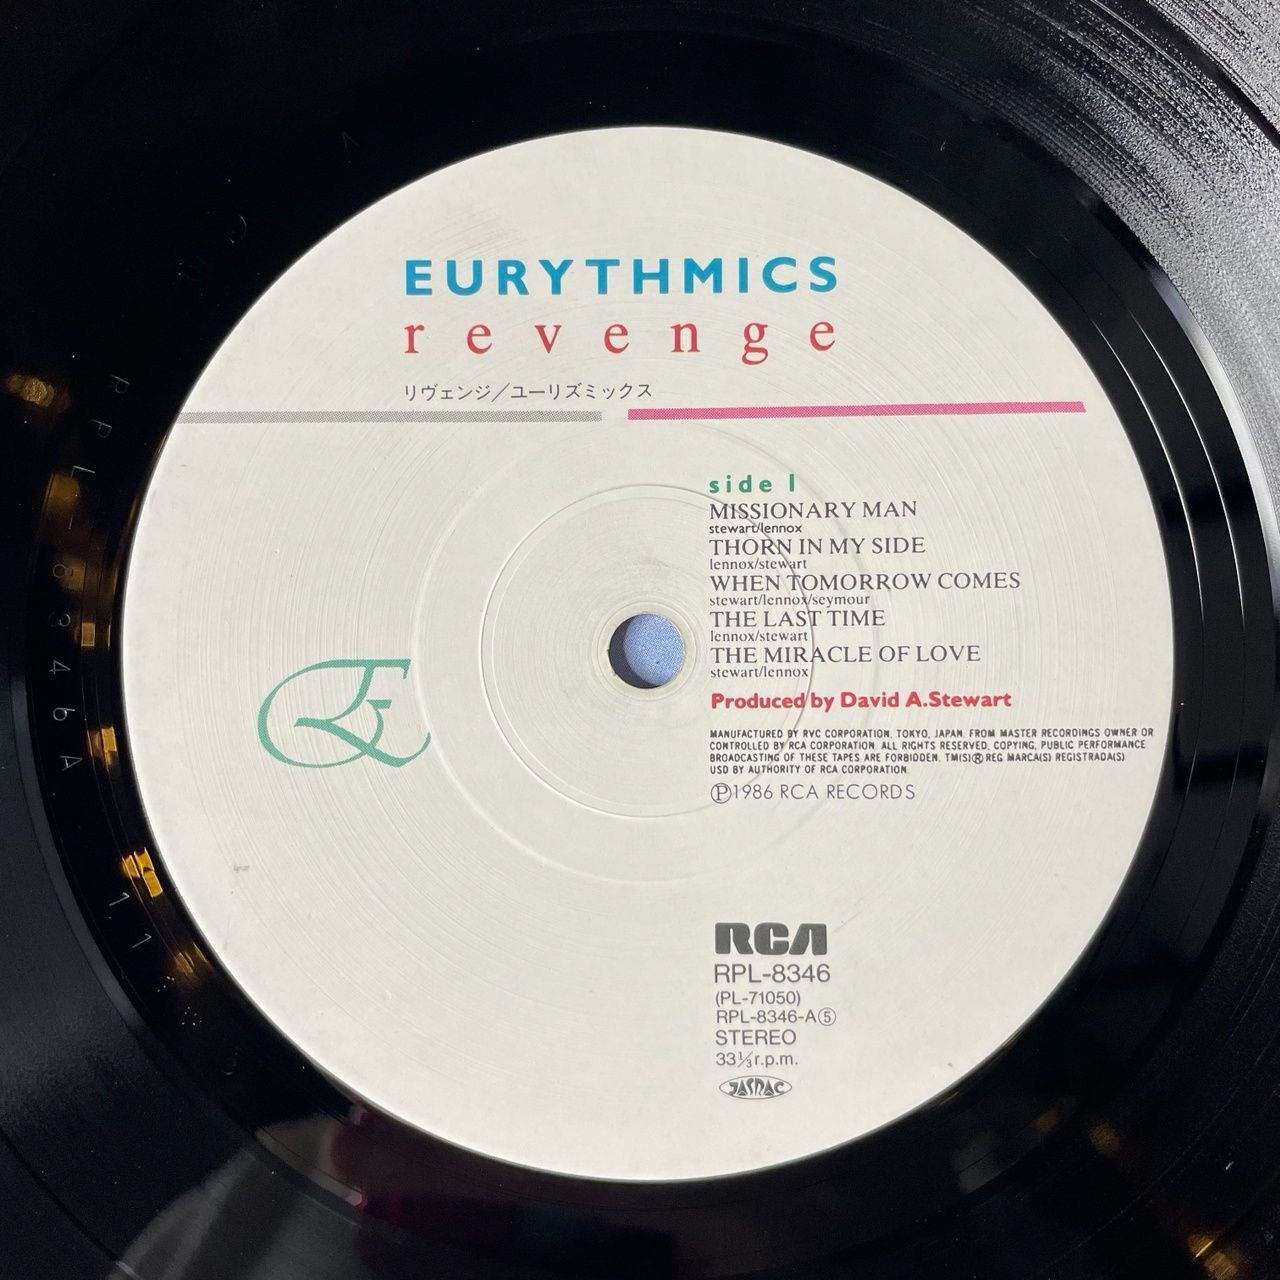 EURYTHMICS
revenge
リヴェンジ／ユーリズミックス
side 1
MISSIONARY MAN
stewart/lennox
THORN IN MY SIDE
lennox/stewart
WHEN TOMORROW COMES
stewart/lennox/seymour
THE LAST TIME
lennox/stewart
THE MIRACLE OF LOVE
stewart/lennox
Produced by David A.Stewart
MANUFACTURED BY RVC CORPORATION, TOKYO, JAPAN. FROM MASTER RECORDINGS OWNER OR
CONTROLLED BY RCA CORPORATION. ALL RIGHTS RESERVED, COPYING, PUBLIC PERFORMANCE
BROADCASTING OF THESE TAPES ARE FORBIDDEN. TM(S)® REG. MARCA(S) REGISTRADA(S)
USD BY AUTHORITY OF RCA CORPORATION.
Ⓟ1986 RCA RECORDS
RCA
RPL-8346
(PL-71050)
RPL-8346-A⑤
STEREO
33⅓r.p.m.
JASRAC
RPL-8346A
11